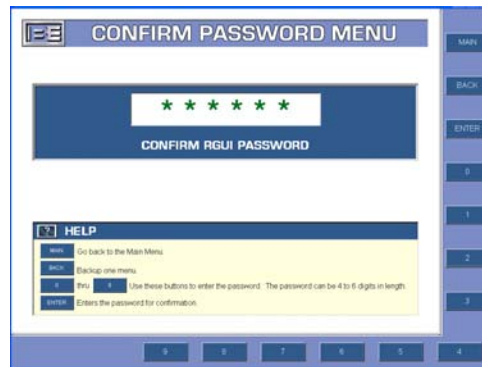 CONFIRM PASSWORD MENU
* * * * * *
CONFIRM RGUI PASSWORD
? HELP
MAIN Go back to the Main Menu.
BACK Backup one menu.
thru Use these buttons to enter the password. The password can be 4 to 6 digits in length.
ENTER Enters the password for confirmation.
MAIN
BACK
ENTER
0
1
2
3
9 8 7 6 5 4